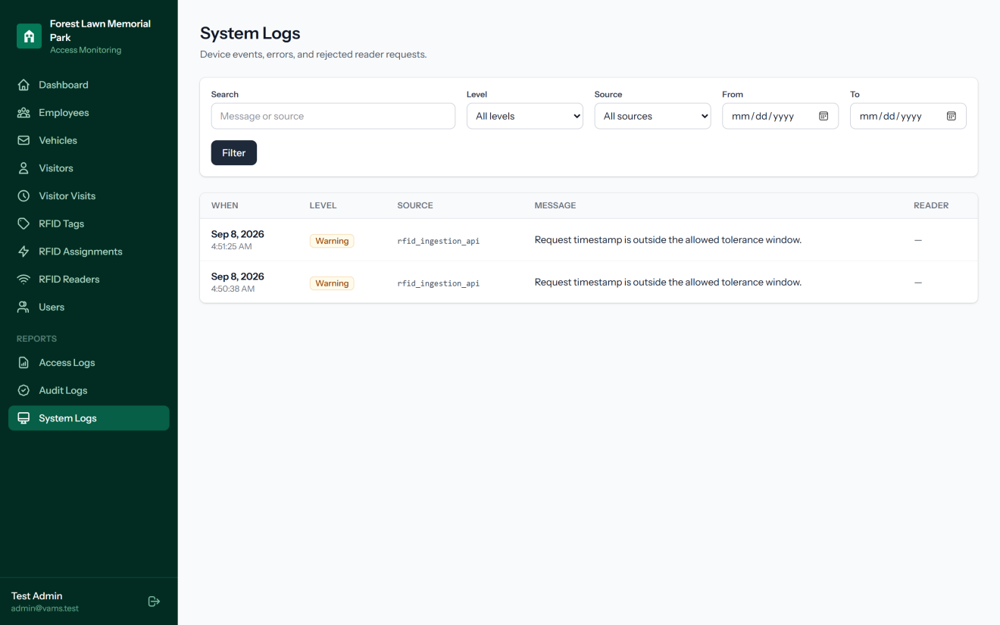 Forest Lawn Memorial
Park
Access Monitoring
Dashboard
Employees
Vehicles
Visitors
Visitor Visits
RFID Tags
RFID Assignments
RFID Readers
Users
REPORTS
Access Logs
Audit Logs
System Logs
Test Admin
admin@vams.test
System Logs
Device events, errors, and rejected reader requests.
Search Level Source From To
Message or source All levels All sources mm/dd/yyyy mm/dd/yyyy
Filter
WHEN LEVEL SOURCE MESSAGE READER
Sep 8, 2026
4:51:25 AM
Warning rfid_ingestion_api Request timestamp is outside the allowed tolerance window. —
Sep 8, 2026
4:50:38 AM
Warning rfid_ingestion_api Request timestamp is outside the allowed tolerance window. —